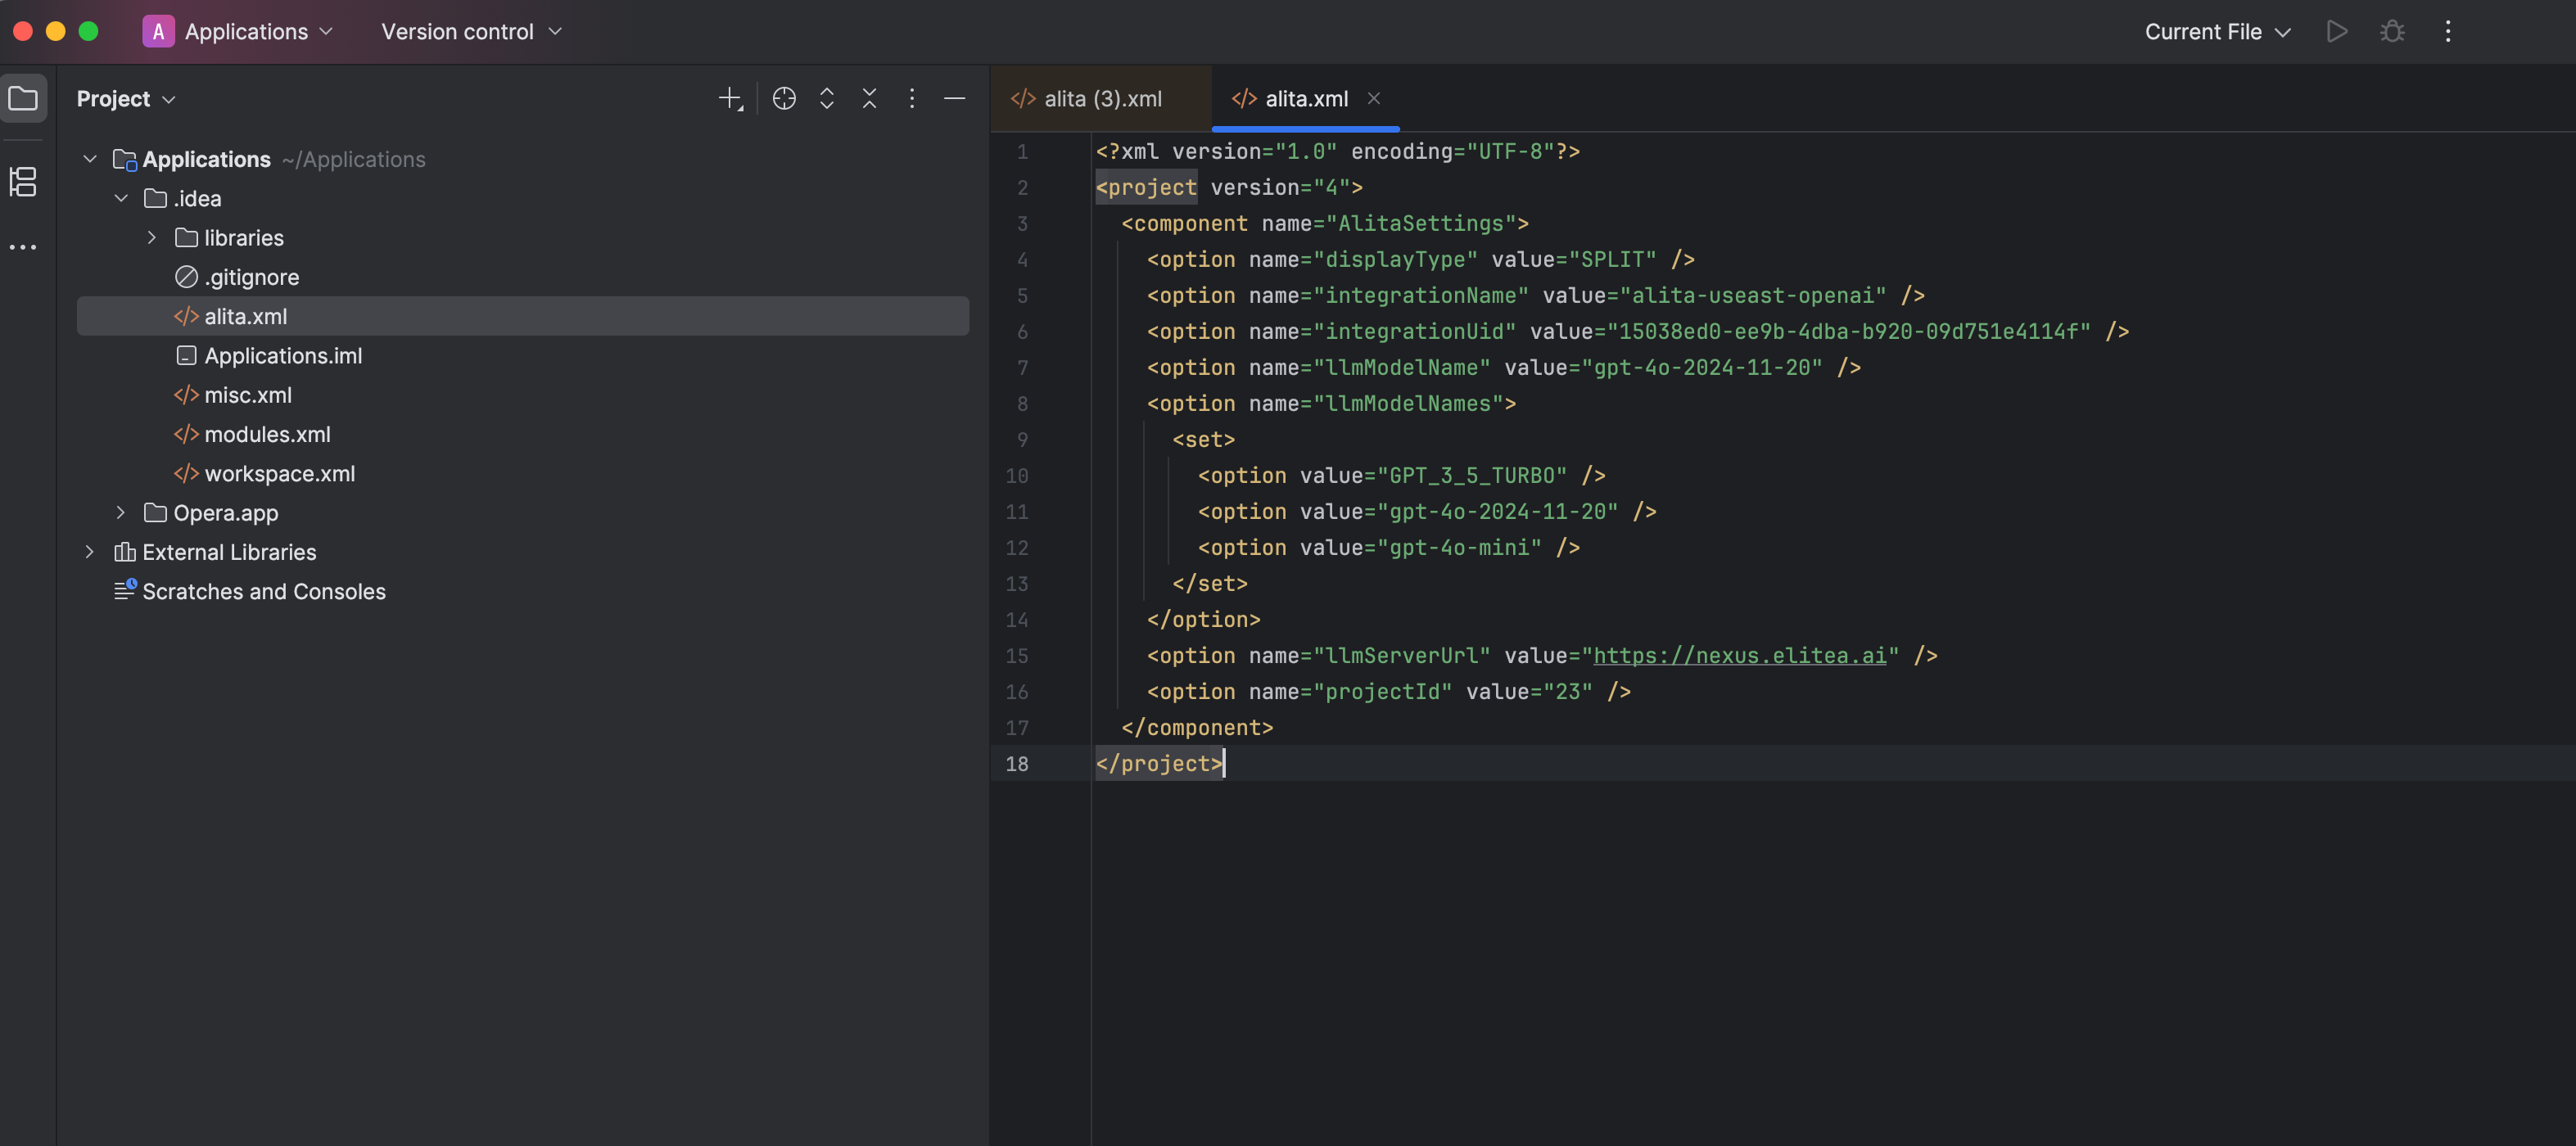 A Applications Version control Current File
Project
alita (3).xml alita.xml
Applications ~/Applications
.idea
libraries
.gitignore
alita.xml
Applications.iml
misc.xml
modules.xml
workspace.xml
Opera.app
External Libraries
Scratches and Consoles
1 <?xml version="1.0" encoding="UTF-8"?>
2 <project version="4">
3 <component name="AlitaSettings">
4 <option name="displayType" value="SPLIT" />
5 <option name="integrationName" value="alita-useast-openai" />
6 <option name="integrationUid" value="15038ed0-ee9b-4dba-b920-09d751e4114f" />
7 <option name="llmModelName" value="gpt-4o-2024-11-20" />
8 <option name="llmModelNames">
9 <set>
10 <option value="GPT_3_5_TURBO" />
11 <option value="gpt-4o-2024-11-20" />
12 <option value="gpt-4o-mini" />
13 </set>
14 </option>
15 <option name="llmServerUrl" value="https://nexus.elitea.ai" />
16 <option name="projectId" value="23" />
17 </component>
18 </project>